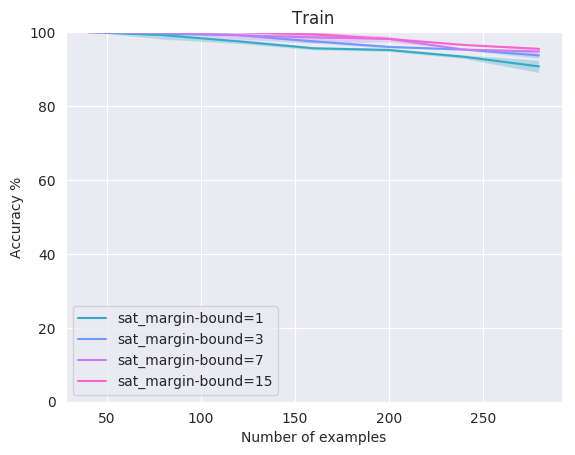 Train
Accuracy %
100
80
60
40
20
0
sat_margin-bound=1
sat_margin-bound=3
sat_margin-bound=7
sat_margin-bound=15
50
100
150
200
250
Number of examples